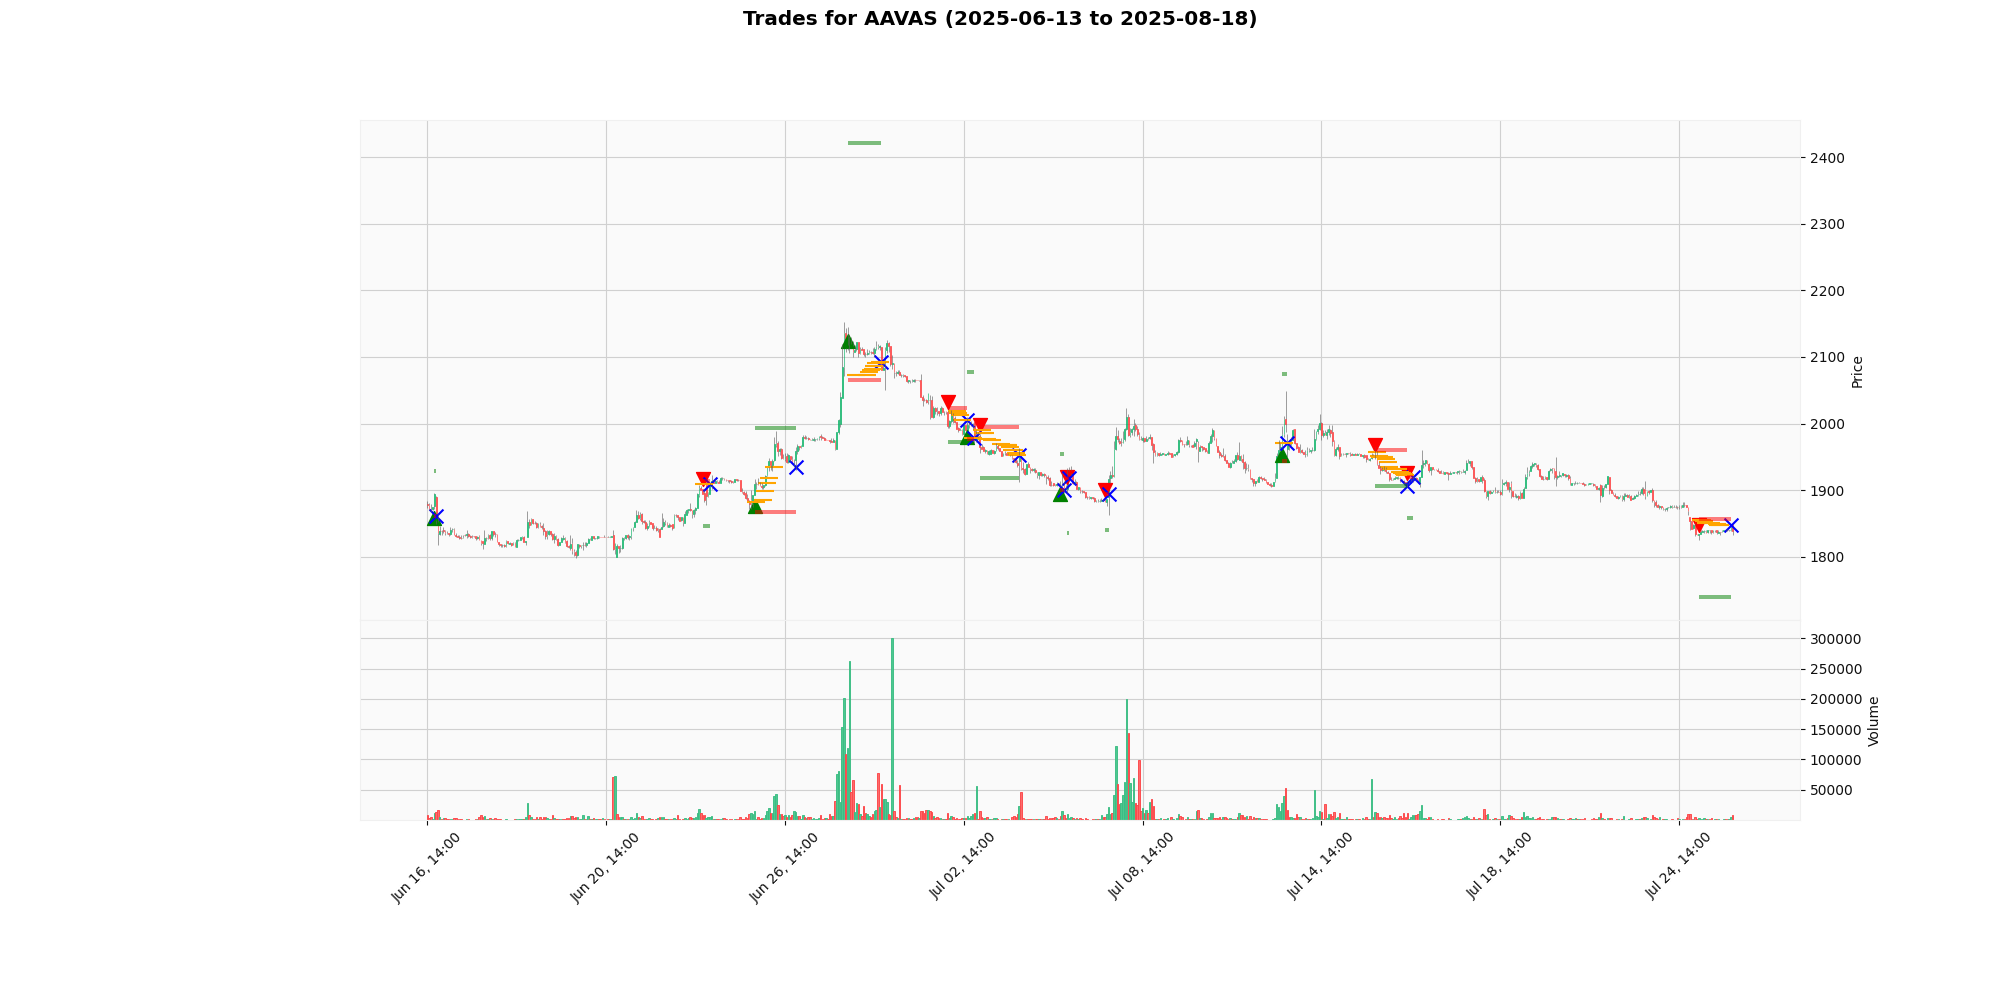 Trades for AAVAS (2025-06-13 to 2025-08-18)
2400
2300
2200
2100
2000
1900
1800
Price
300000
250000
200000
150000
100000
50000
Volume
Jun 16, 14:00
Jun 20, 14:00
Jun 26, 14:00
Jul 02, 14:00
Jul 08, 14:00
Jul 14, 14:00
Jul 18, 14:00
Jul 24, 14:00